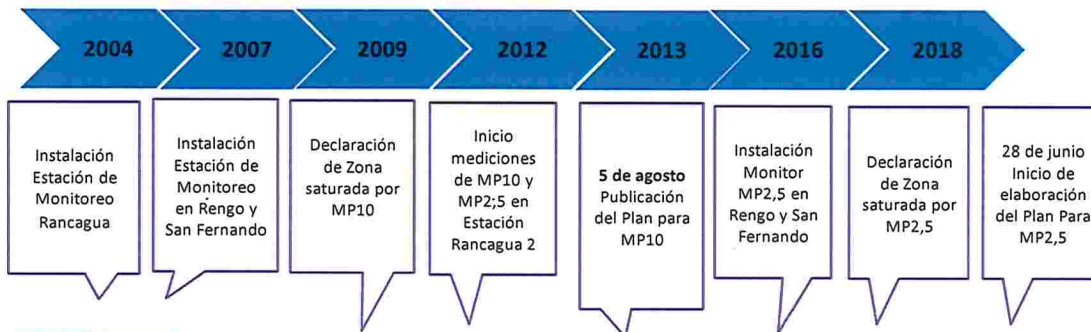 2004
2007
2009
2012
2013
2016
2018
Instalación
Estación de
Monitoreo
Rancagua
Instalación
Estación de
Monitoreo
en Rengo y
San Fernando
Declaración
de Zona
saturada por
MP10
Inicio
mediciones
de MP10 y
MP2;5 en
Estación
Rancagua 2
5 de agosto
Publicación
del Plan para
MP10
Instalación
Monitor
MP2,5 en
Rengo y San
Fernando
Declaración
de Zona
saturada por
MP2,5
28 de junio
Inicio de
elaboración
del Plan Para
MP2,5